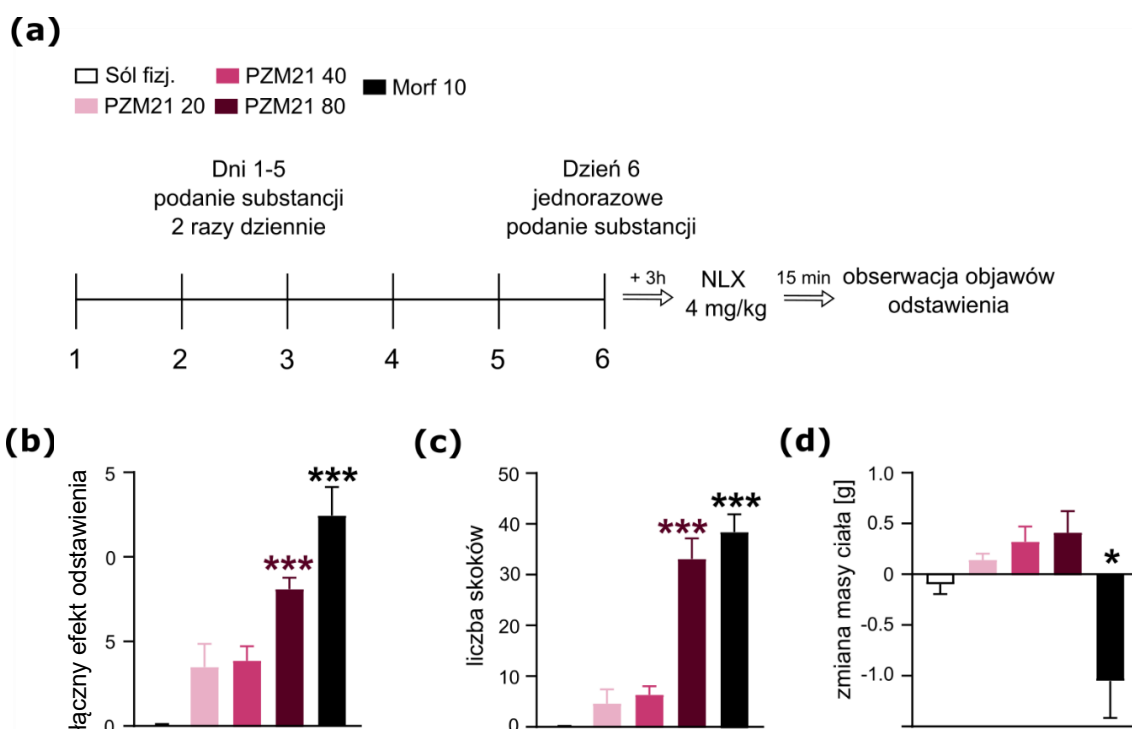 (a)
Sól fizj.
PZM21 40
Morf 10
PZM21 20
PZM21 80
Dni 1-5
podanie substancji
2 razy dziennie
Dzień 6
jednorazowe
podanie substancji
+ 3h
NLX
4 mg/kg
15 min
obserwacja objawów
odstawienia
1
2
3
4
5
6
(b)
łączny efekt odstawienia
5
0
5
0
***
***
(c)
liczba skoków
50
40
30
20
10
0
***
***
(d)
zmiana masy ciała [g]
1.0
0.5
0
-0.5
-1.0
*